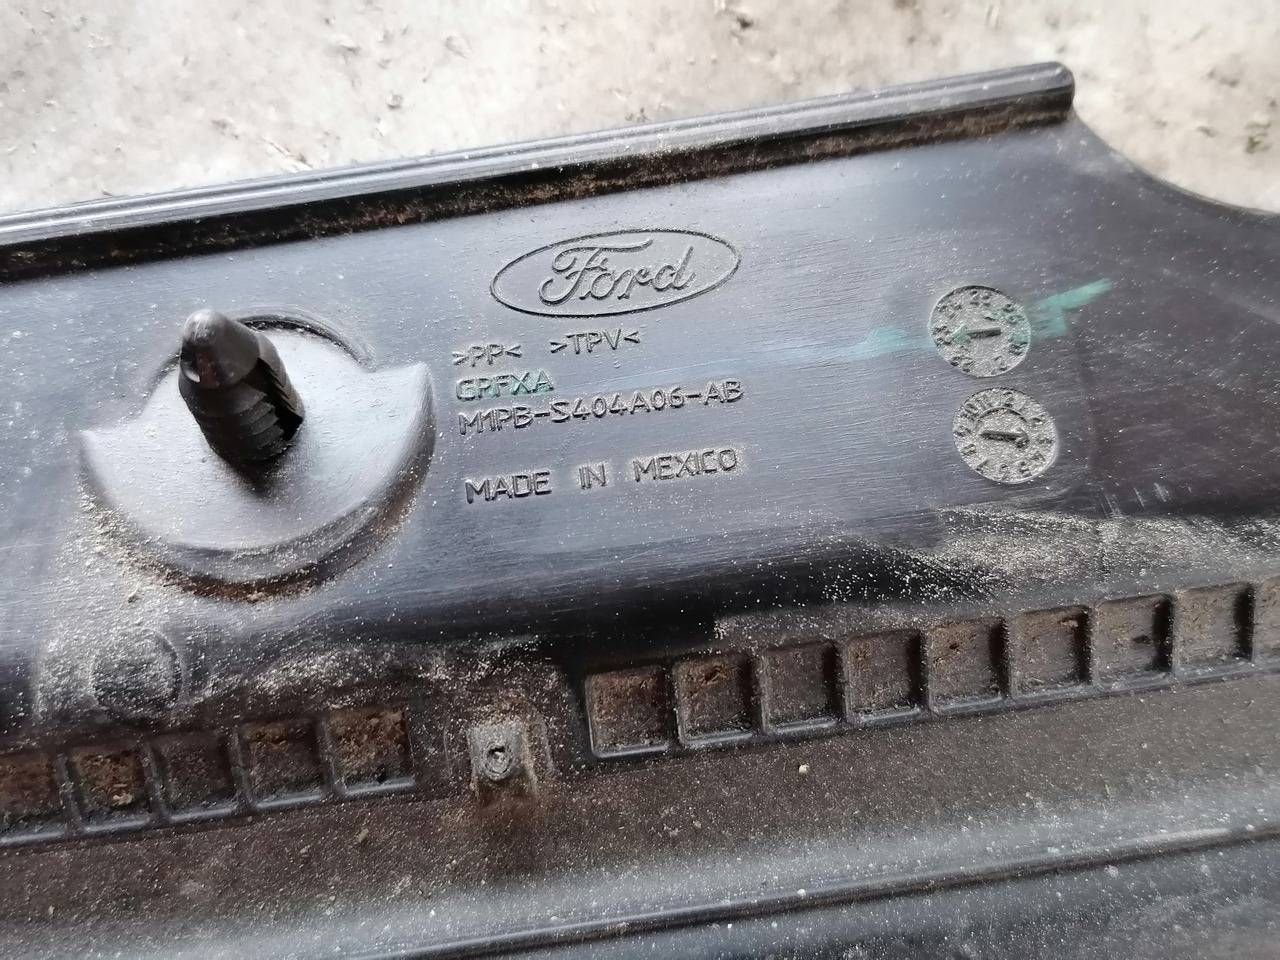 Ford
>PP< >TPV<
CPFXA
M1PB-S404A06-AB
MADE IN MEXICO